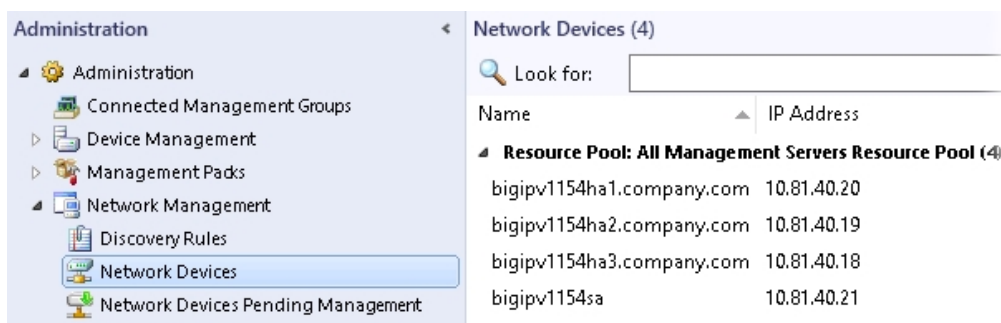 Administration
Administration
Connected Management Groups
Device Management
Management Packs
Network Management
Discovery Rules
Network Devices
Network Devices Pending Management
Network Devices (4)
Look for:
Name IP Address
Resource Pool: All Management Servers Resource Pool (4)
bigipv1154ha1.company.com 10.81.40.20
bigipv1154ha2.company.com 10.81.40.19
bigipv1154ha3.company.com 10.81.40.18
bigipv1154sa 10.81.40.21